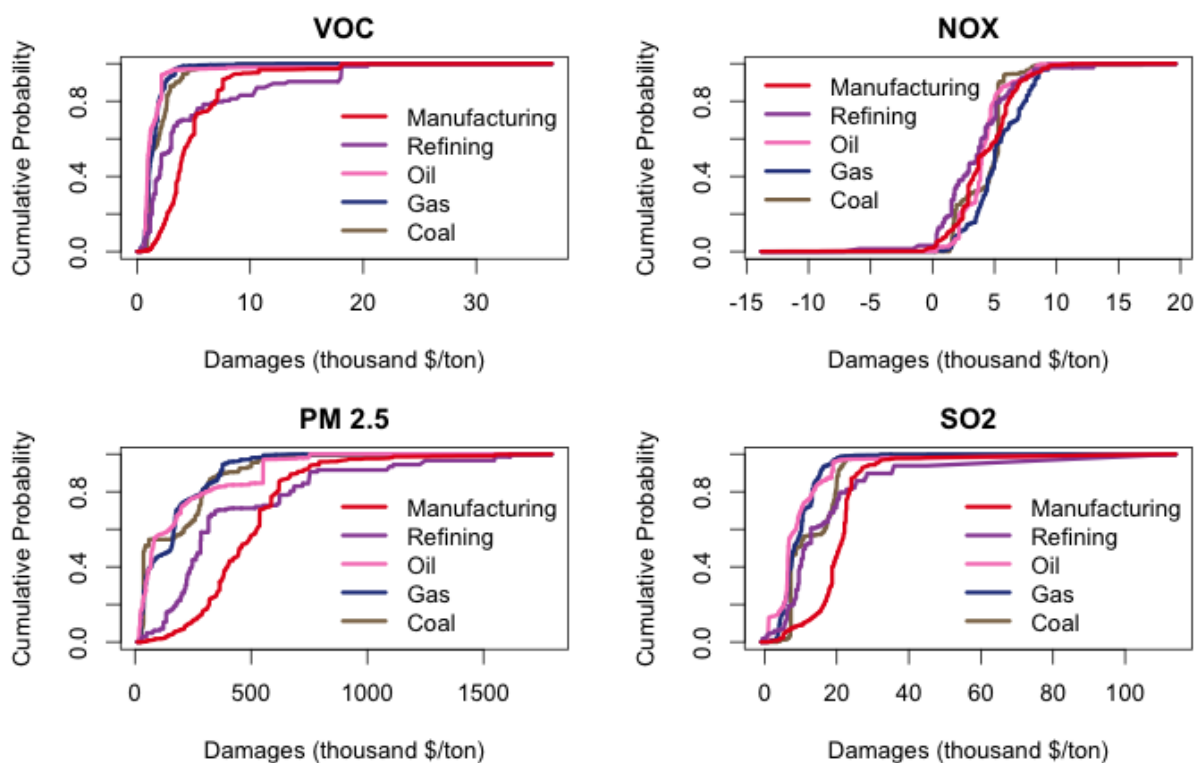 VOC
Cumulative Probability
0.0 0.4 0.8
Manufacturing
Refining
Oil
Gas
Coal
0 10 20 30
Damages (thousand $/ton)
NOX
Cumulative Probability
0.0 0.4 0.8
Manufacturing
Refining
Oil
Gas
Coal
-15 -10 -5 0 5 10 15 20
Damages (thousand $/ton)
PM 2.5
Cumulative Probability
0.0 0.4 0.8
Manufacturing
Refining
Oil
Gas
Coal
0 500 1000 1500
Damages (thousand $/ton)
SO2
Cumulative Probability
0.0 0.4 0.8
Manufacturing
Refining
Oil
Gas
Coal
0 20 40 60 80 100
Damages (thousand $/ton)